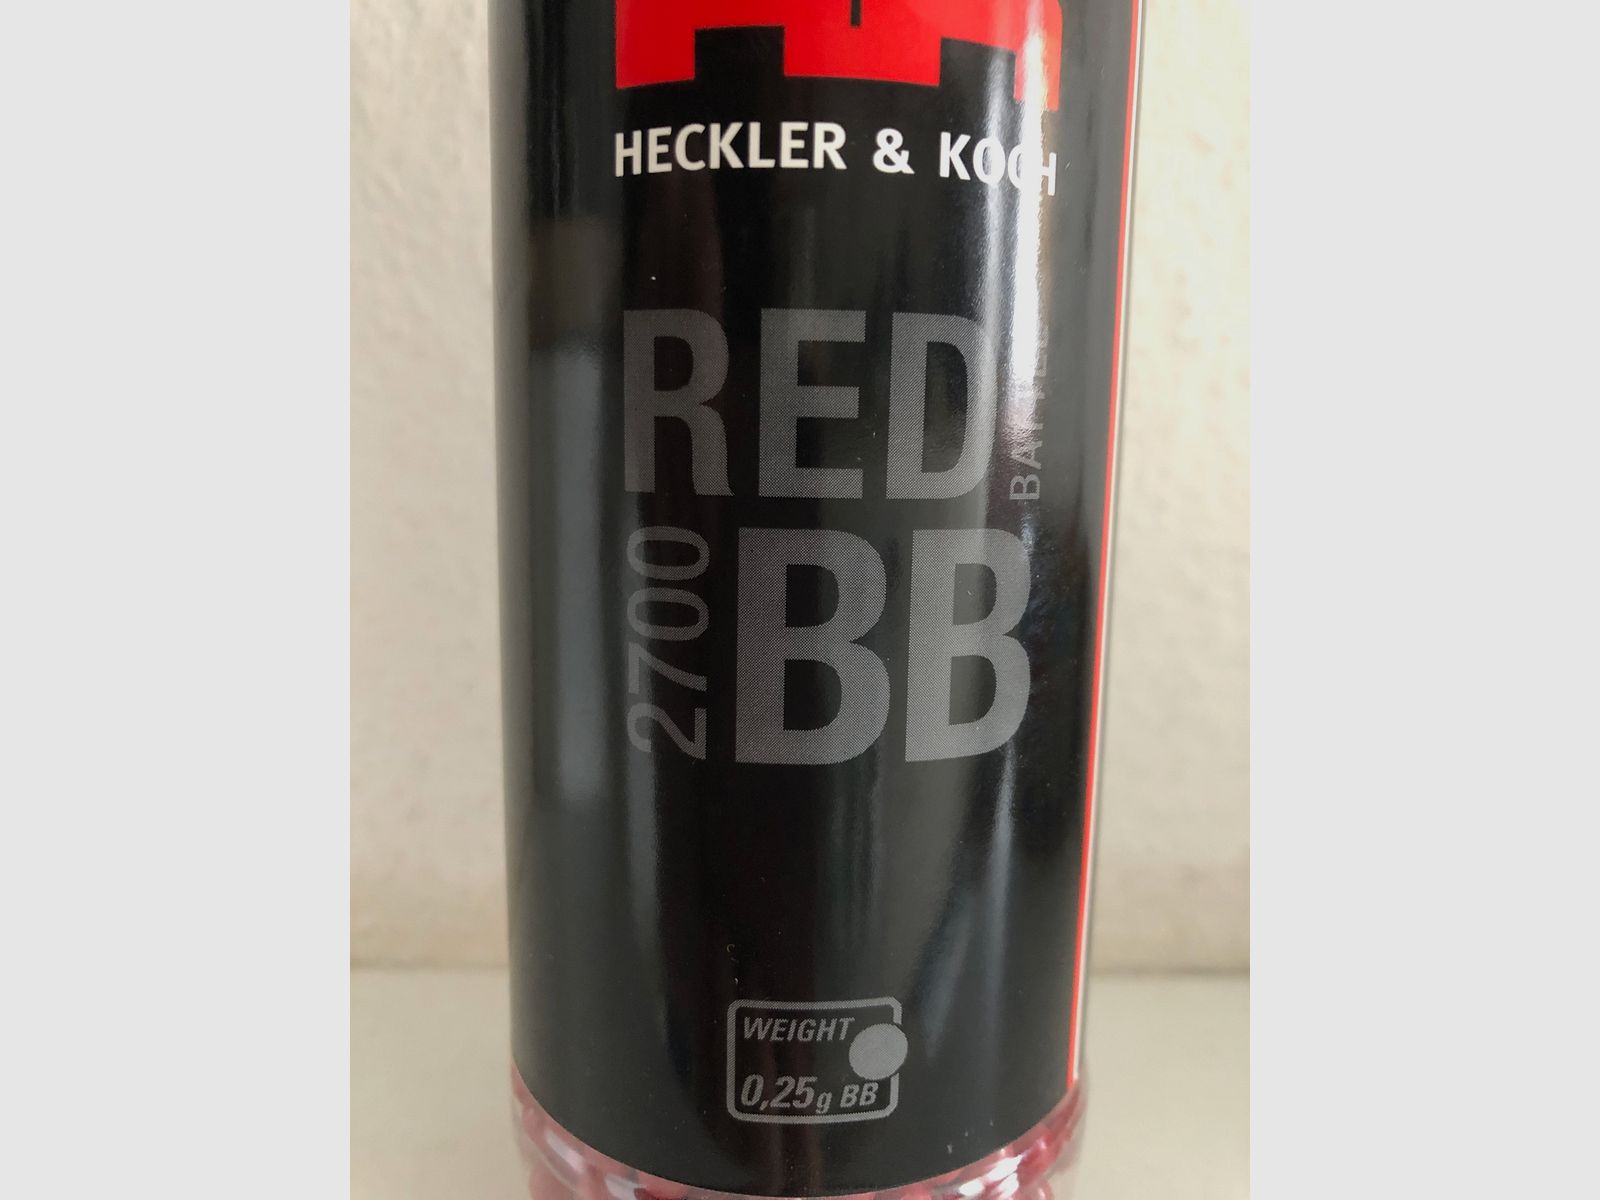 HECKLER & KOCH
RED
2700
BB
WEIGHT
0,25g BB